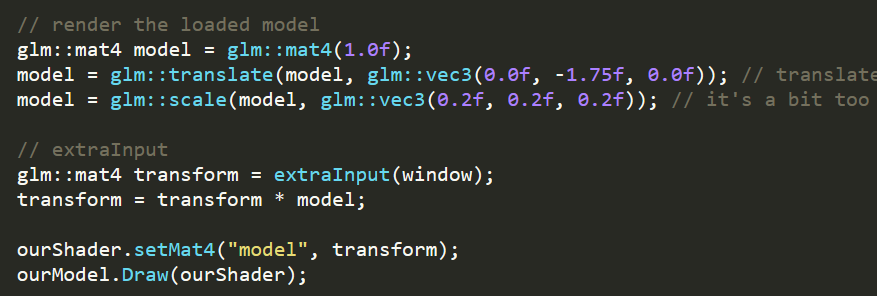 // render the loaded model
glm::mat4 model = glm::mat4(1.0f);
model = glm::translate(model, glm::vec3(0.0f, -1.75f, 0.0f)); // translate
model = glm::scale(model, glm::vec3(0.2f, 0.2f, 0.2f)); // it's a bit too
// extraInput
glm::mat4 transform = extraInput(window);
transform = transform * model;
ourShader.setMat4("model", transform);
ourModel.Draw(ourShader);